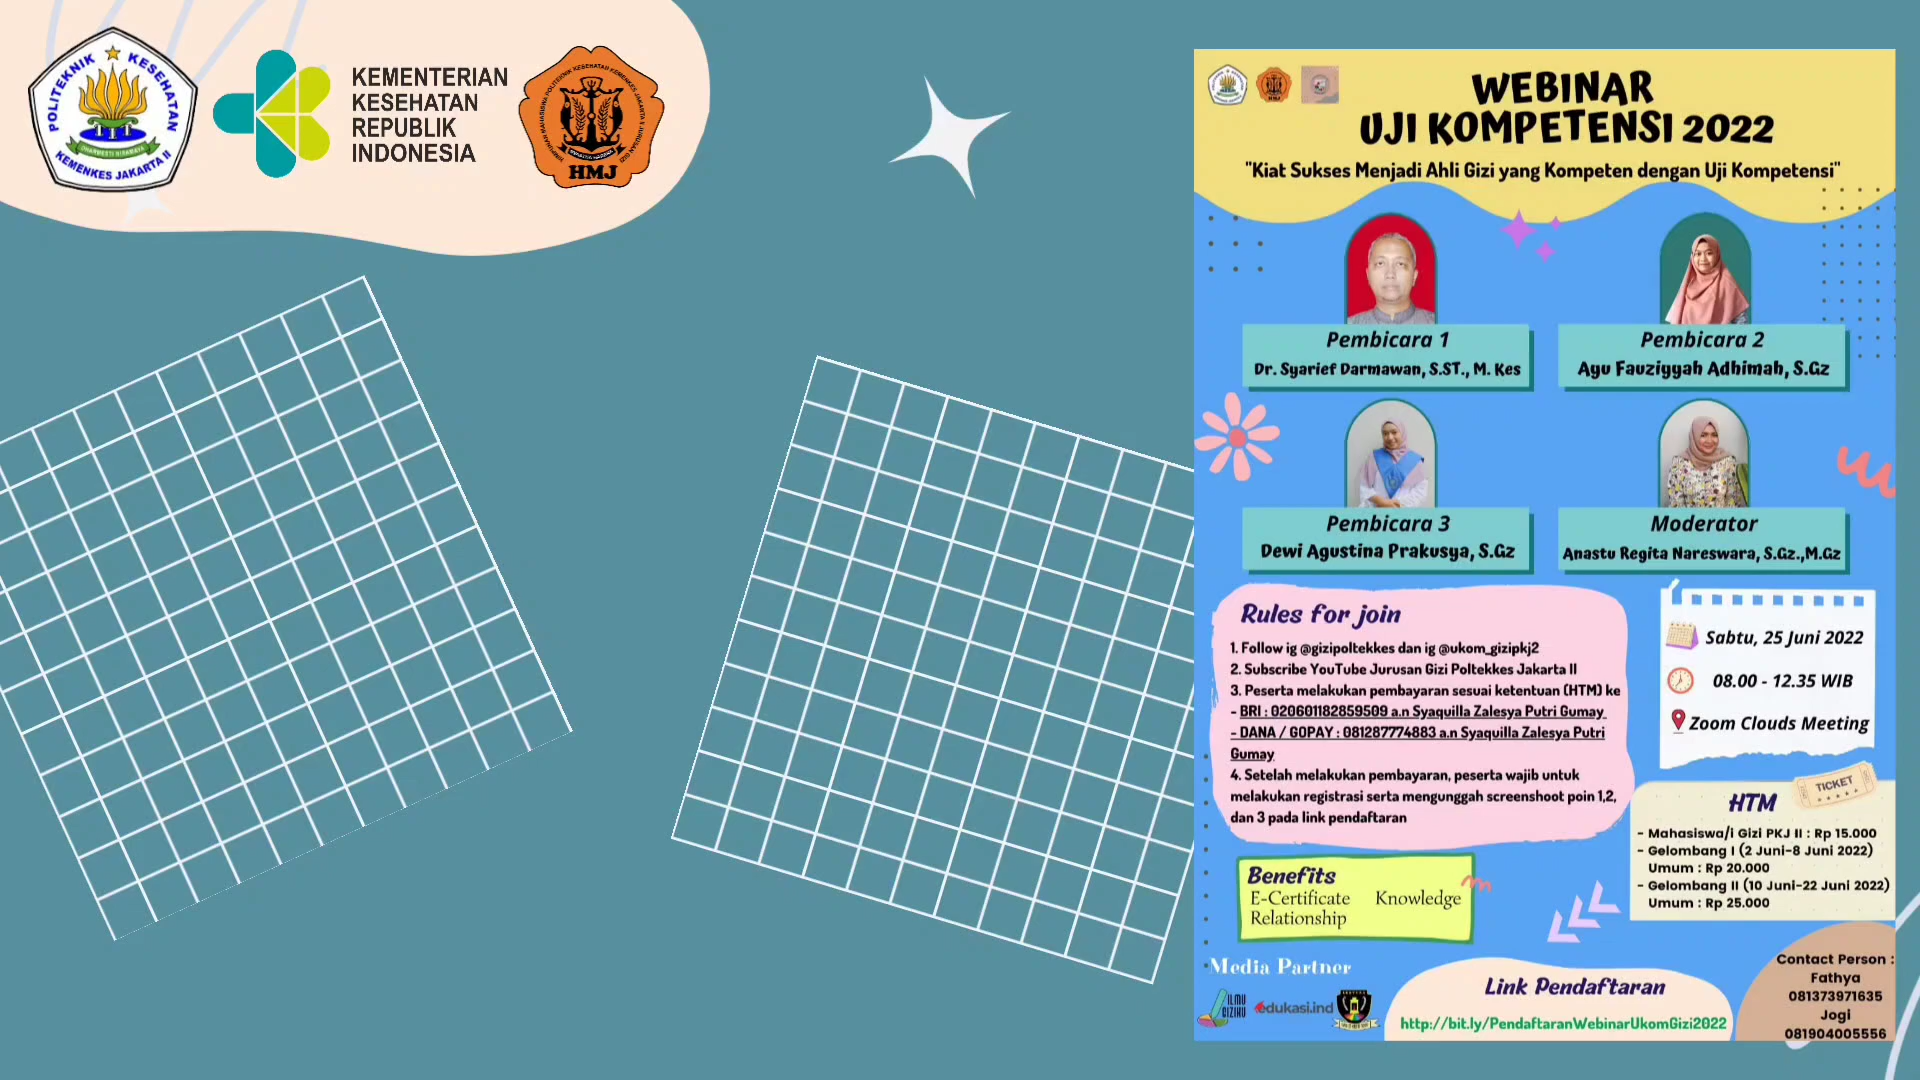 POLITEKNIK KESEHATAN
KEMENKES JAKARTA II
KEMENTERIAN
KESEHATAN
REPUBLIK
INDONESIA
HMJ
WEBINAR
UJI KOMPETENSI 2022
"Kiat Sukses Menjadi Ahli Gizi yang Kompeten dengan Uji Kompetensi"
Pembicara 1
Dr. Syarief Darmawan, S.ST., M. Kes
Pembicara 2
Ayu Fauziyyah Adhimah, S.Gz
Pembicara 3
Dewi Agustina Prakusya, S.Gz
Moderator
Anastu Regita Nareswara, S.Gz.,M.Gz
Rules for join
1. Follow ig @gizipoltekkes dan ig @ukom_gizipkj2
2. Subscribe YouTube Jurusan Gizi Poltekkes Jakarta II
3. Peserta melakukan pembayaran sesuai ketentuan (HTM) ke
- BRI : 020601182859509 a.n Syaquilla Zalesya Putri Gumay
- DANA / GOPAY : 081287774883 a.n Syaquilla Zalesya Putri
Gumay
4. Setelah melakukan pembayaran, peserta wajib untuk
melakukan registrasi serta mengunggah screenshoot poin 1,2,
dan 3 pada link pendaftaran
Sabtu, 25 Juni 2022
08.00 - 12.35 WIB
Zoom Clouds Meeting
TICKET
HTM
- Mahasiswa/i Gizi PKJ II : Rp 15.000
- Gelombang I (2 Juni-8 Juni 2022)
Umum : Rp 20.000
- Gelombang II (10 Juni-22 Juni 2022)
Umum : Rp 25.000
Benefits
E-Certificate Knowledge
Relationship
Media Partner
ILMU
GIZIKU
edukasi.ind
Link Pendaftaran
http://bit.ly/PendaftaranWebinarUkomGizi2022
Contact Person :
Fathya
081373971635
Jogi
081904005556